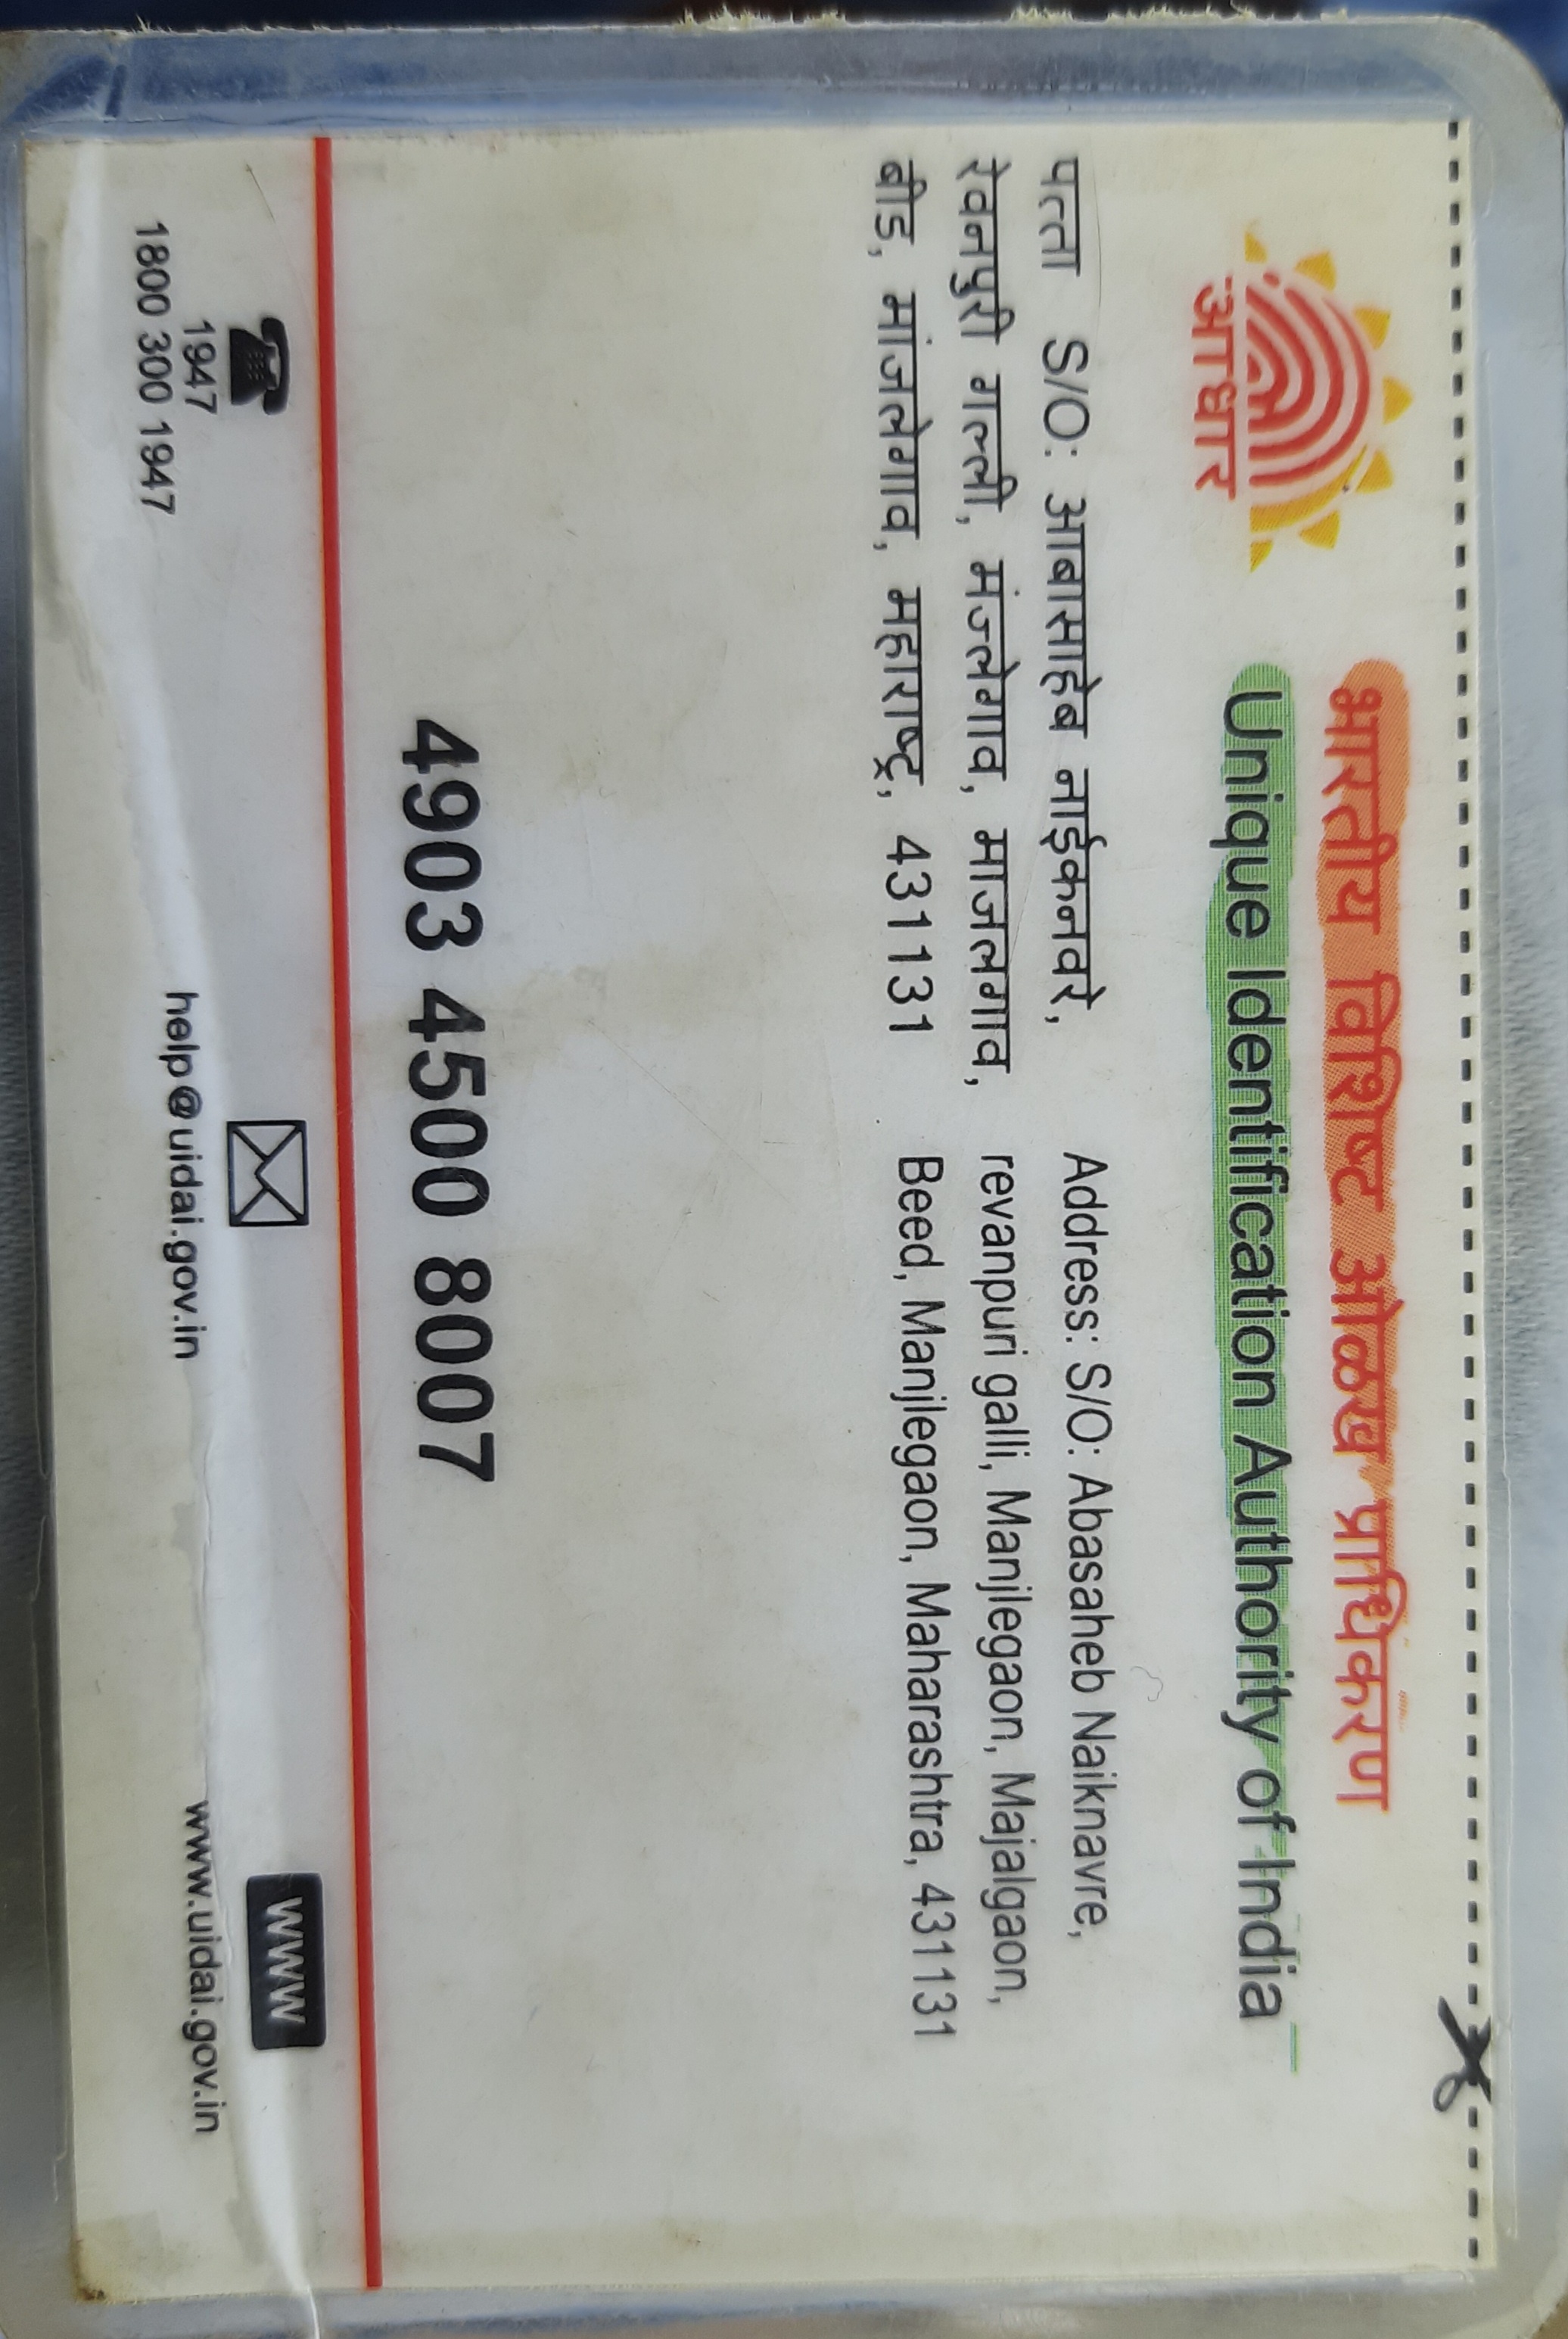 भारतीय विशिष्ट ओळख प्राधिकरण
Unique Identification Authority of India
आधार
पत्ता S/O: आबासाहेब नाईकनवरे,
रेवनपुरी गल्ली, मंज्लेगाव, माजलगाव,
बीड, मांजलेगाव, महाराष्ट्र, 431131
Address: S/O: Abasaheb Naiknavre,
revanpuri galli, Manjlegaon, Majalgaon,
Beed, Manjlegaon, Maharashtra, 431131
4903 4500 8007
1947
1800 300 1947
help@uidai.gov.in
WWW
www.uidai.gov.in